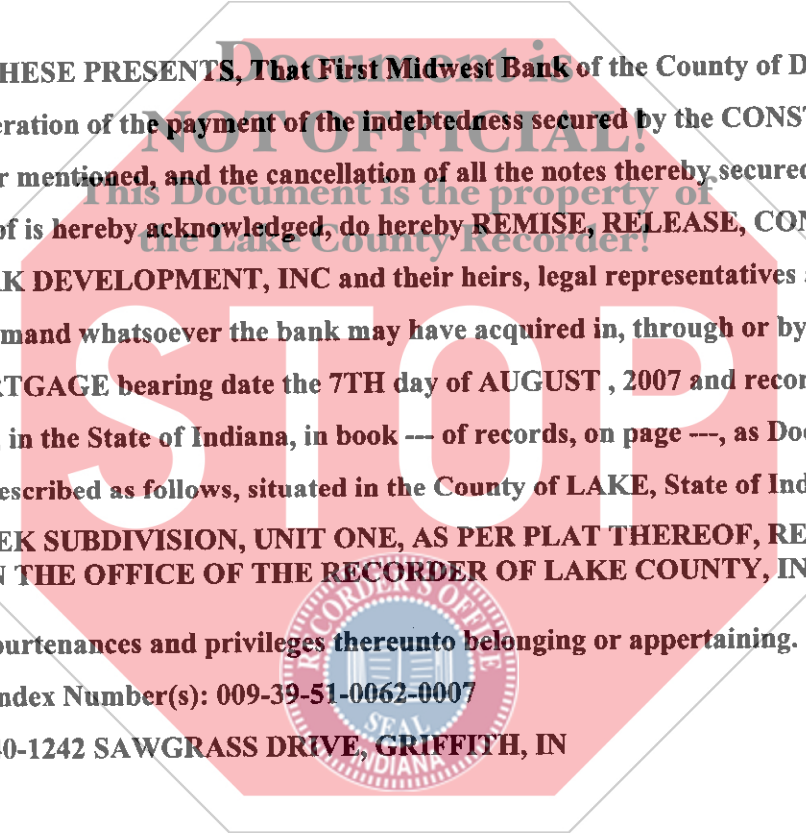 HESE PRESENTS, That First Midwest Bank of the County of D
eration of the payment of the indebtedness secured by the CONST
r mentioned, and the cancellation of all the notes thereby secured
of is hereby acknowledged, do hereby REMISE, RELEASE, CON
K DEVELOPMENT, INC and their heirs, legal representatives
mand whatsoever the bank may have acquired in, through or by
RTGAGE bearing date the 7TH day of AUGUST , 2007 and recor
, in the State of Indiana, in book --- of records, on page ---, as Doc
escribed as follows, situated in the County of LAKE, State of Ind
EK SUBDIVISION, UNIT ONE, AS PER PLAT THEREOF, RE
N THE OFFICE OF THE RECORDER OF LAKE COUNTY, IN
purtenances and privileges thereunto belonging or appertaining.
ndex Number(s): 009-39-51-0062-0007
40-1242 SAWGRASS DRIVE, GRIFFITH, IN
Document is
NOT OFFICIAL!
This Document is the property of
the Lake County Recorder!
STOP
RECORDER'S OFFICE
SEAL
INDIANA